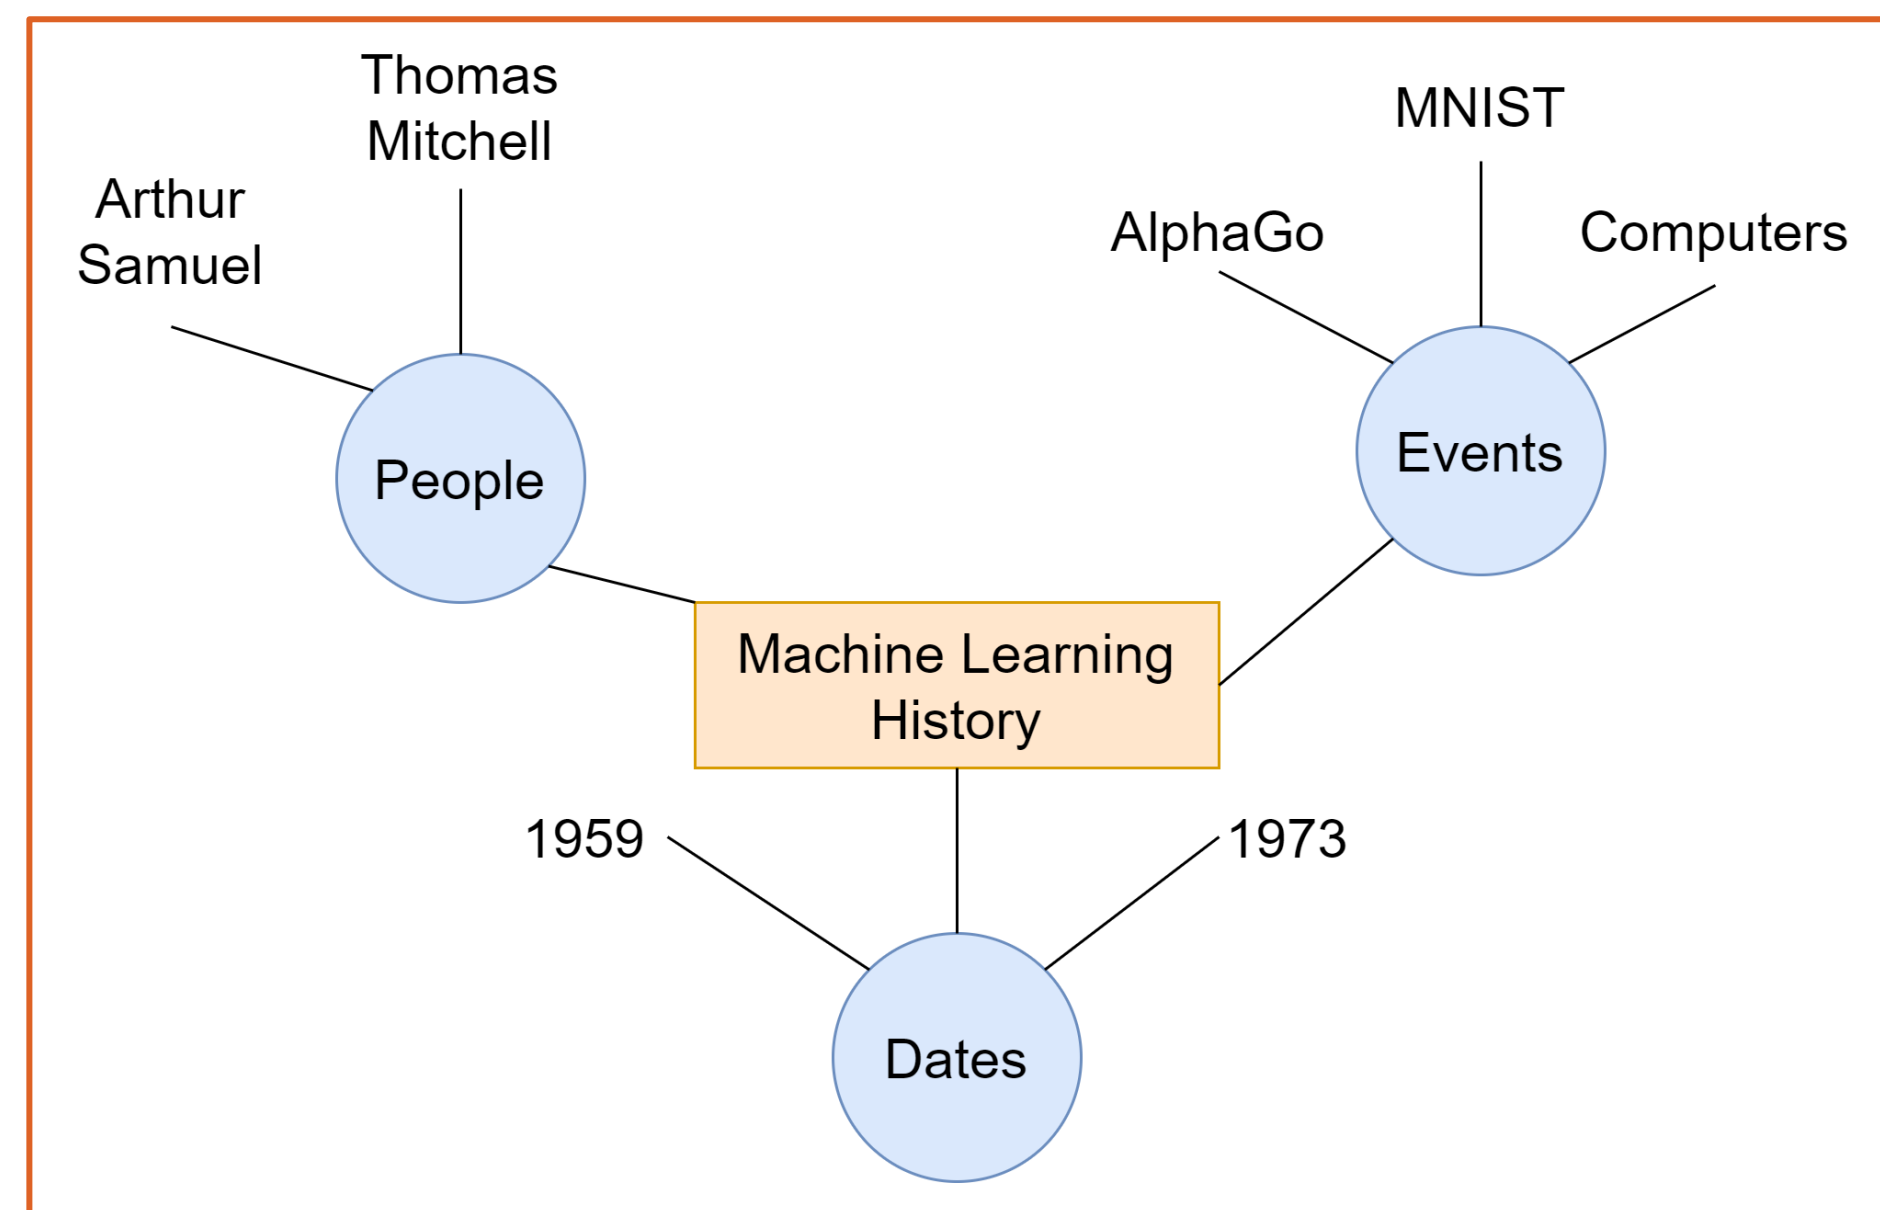 Thomas
Mitchell
Arthur
Samuel
People
MNIST
AlphaGo
Computers
Events
Machine Learning
History
1959
1973
Dates